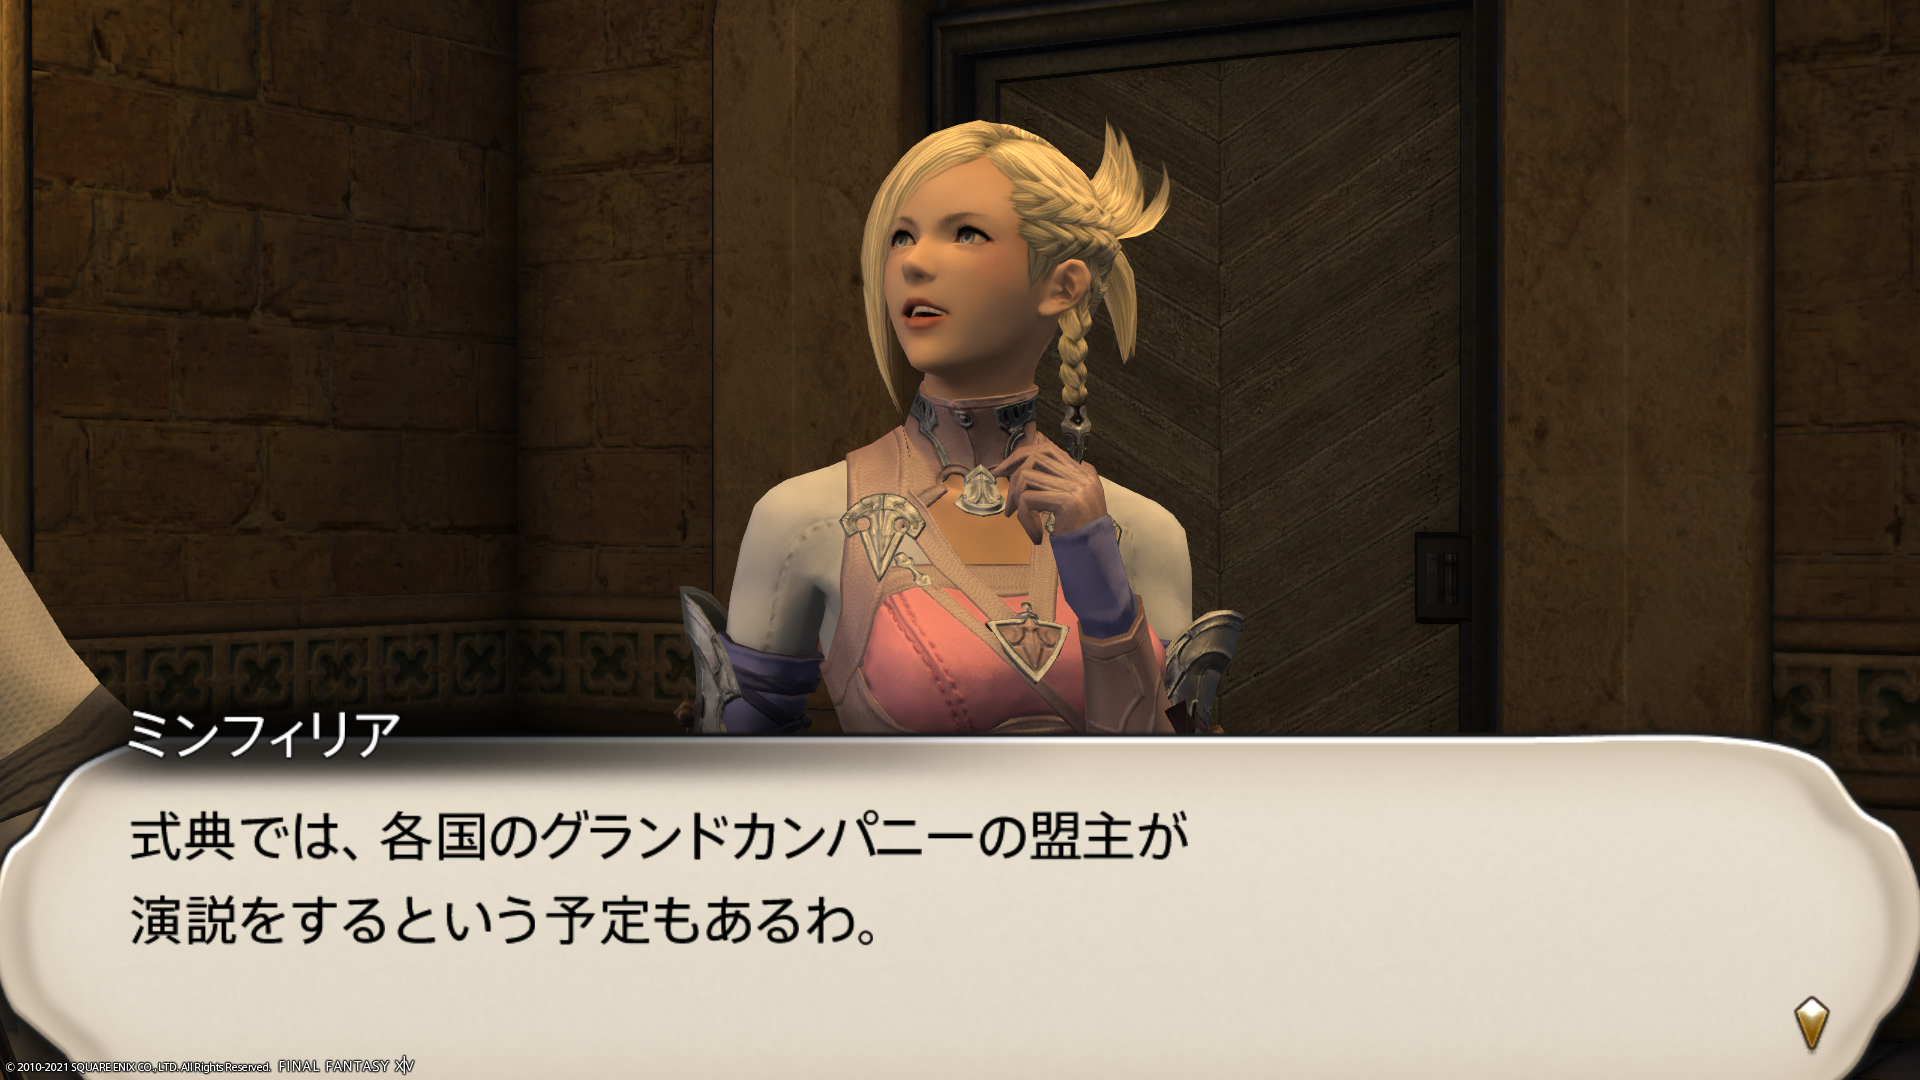 ミンフィリア
式典では、各国のグランドカンパニーの盟主が
演説をするという予定もあるわ。
© 2010-2021 SQUARE ENIX CO., LTD. All Rights Reserved. FINAL FANTASY XIV